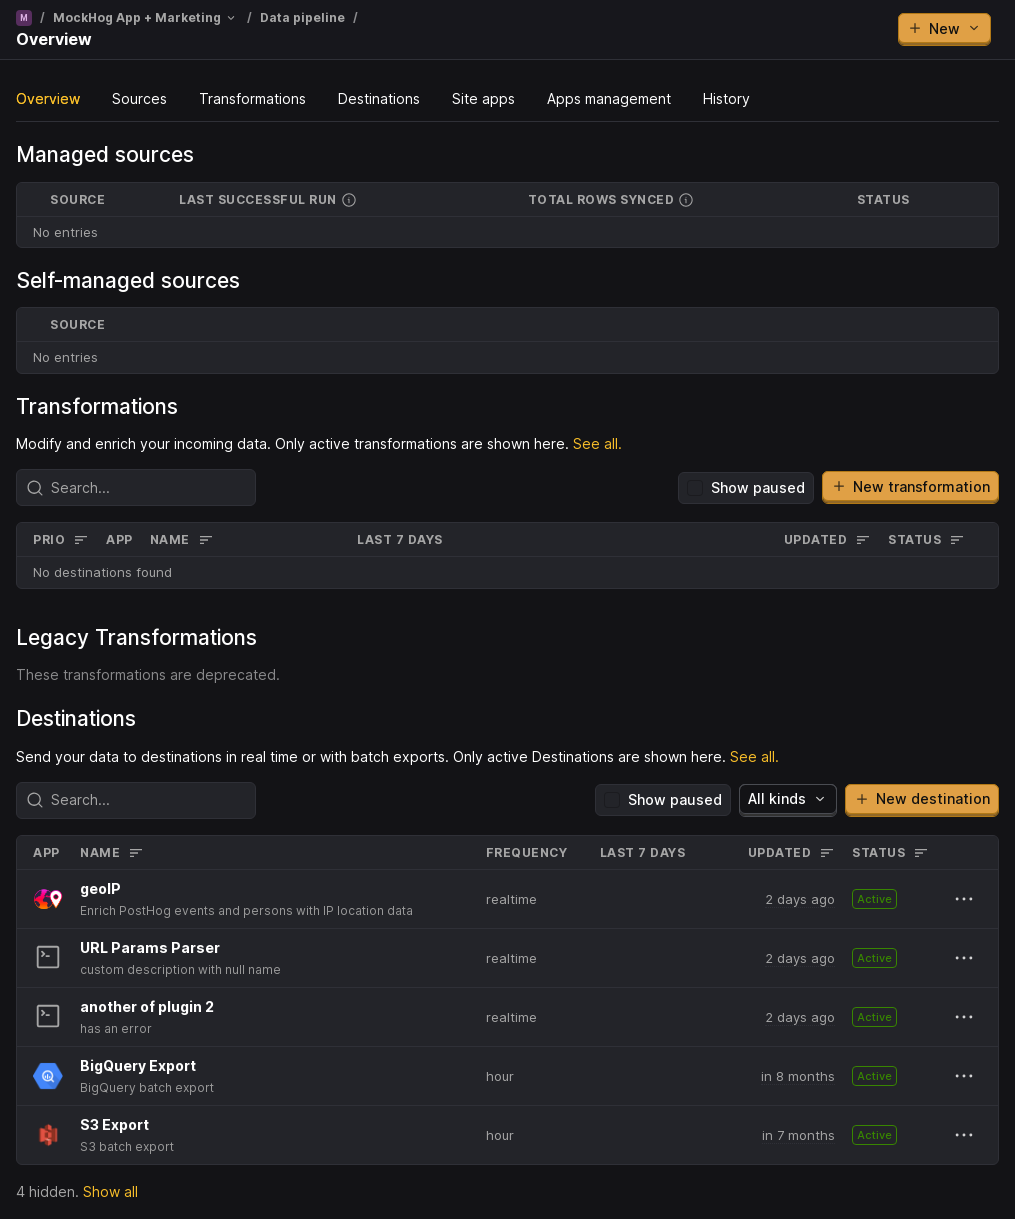 M / MockHog App + Marketing / Data pipeline /
Overview
New
Overview Sources Transformations Destinations Site apps Apps management History
Managed sources
SOURCE LAST SUCCESSFUL RUN TOTAL ROWS SYNCED STATUS
No entries
Self-managed sources
SOURCE
No entries
Transformations
Modify and enrich your incoming data. Only active transformations are shown here. See all.
Search... Show paused New transformation
PRIO APP NAME LAST 7 DAYS UPDATED STATUS
No destinations found
Legacy Transformations
These transformations are deprecated.
Destinations
Send your data to destinations in real time or with batch exports. Only active Destinations are shown here. See all.
Search... Show paused All kinds New destination
APP NAME FREQUENCY LAST 7 DAYS UPDATED STATUS
geoIP
Enrich PostHog events and persons with IP location data
realtime 2 days ago Active
URL Params Parser
custom description with null name
realtime 2 days ago Active
another of plugin 2
has an error
realtime 2 days ago Active
BigQuery Export
BigQuery batch export
hour in 8 months Active
S3 Export
S3 batch export
hour in 7 months Active
4 hidden. Show all